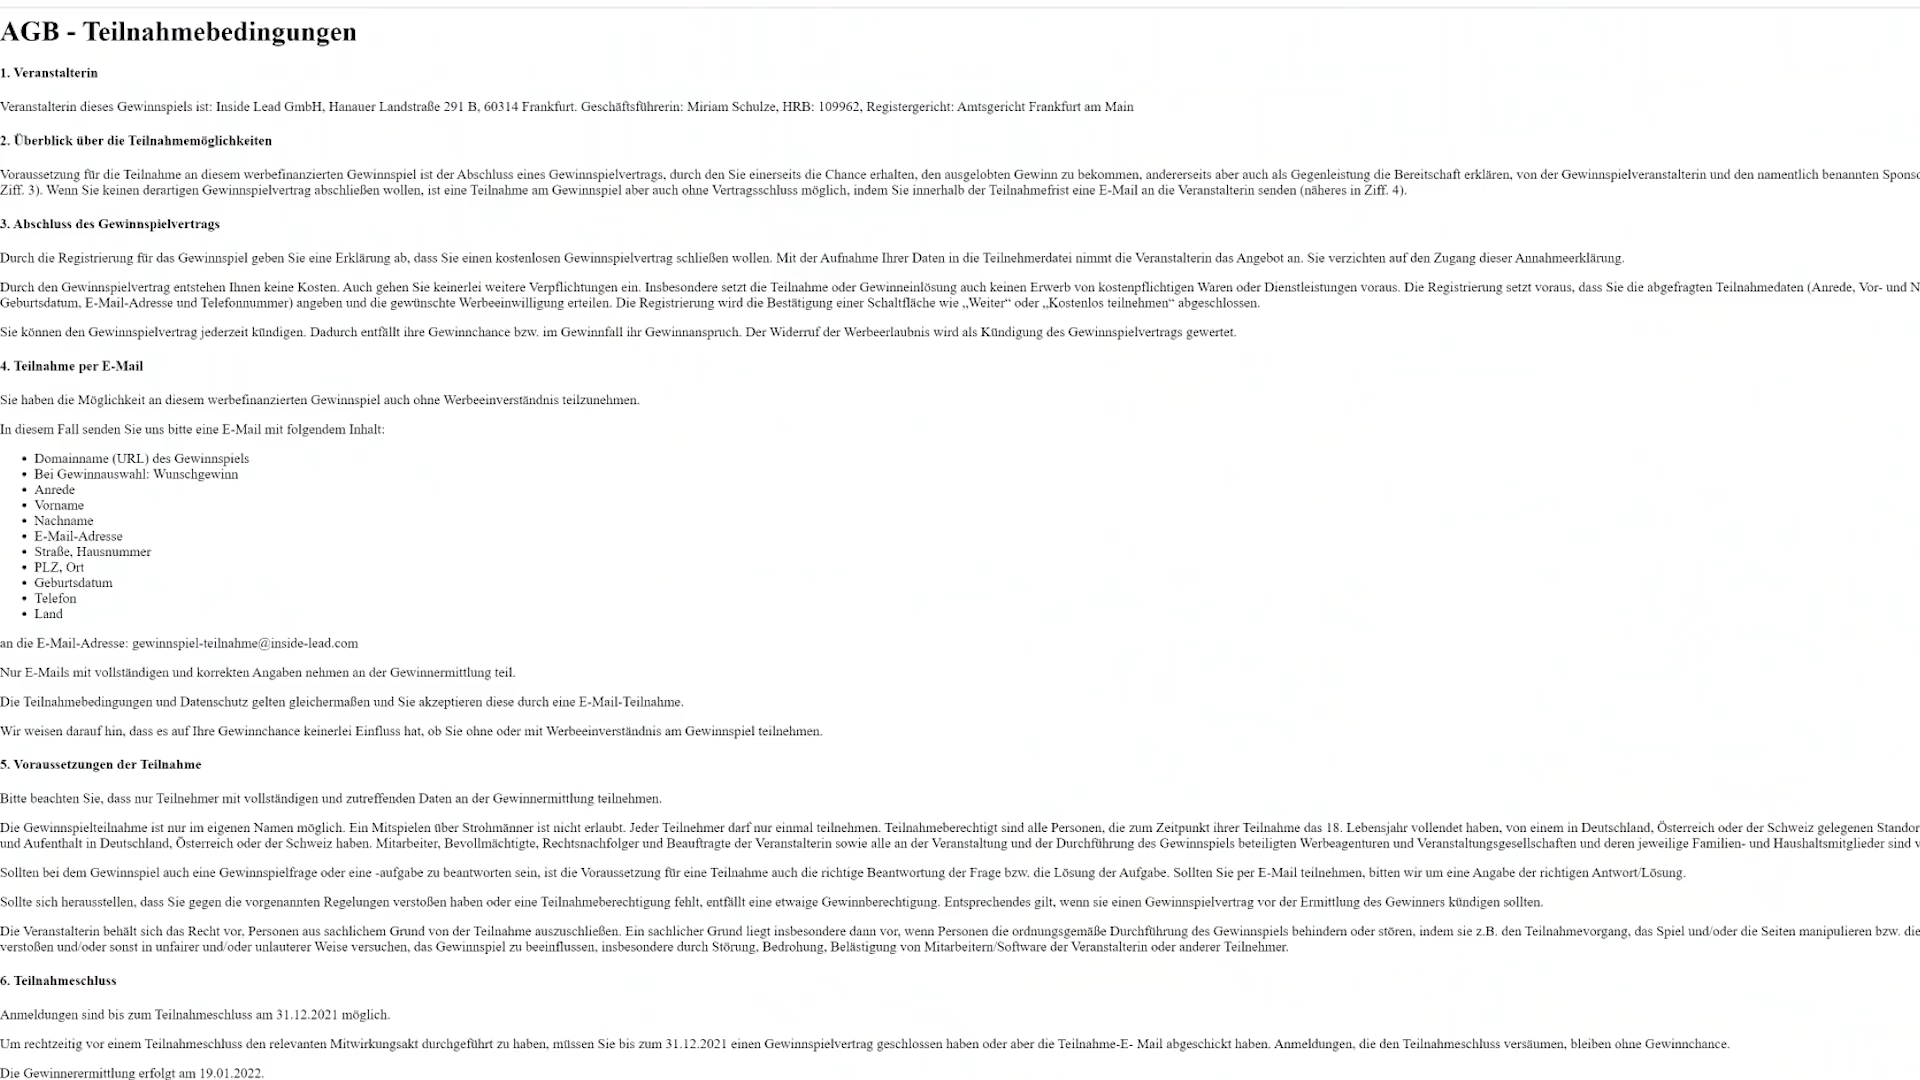 AGB - Teilnahmebedingungen
1. Veranstalterin
Veranstalterin dieses Gewinnspiels ist: Inside Lead GmbH, Hanauer Landstraße 291 B, 60314 Frankfurt. Geschäftsführerin: Miriam Schulze, HRB: 109962, Registergericht: Amtsgericht Frankfurt am Main
2. Überblick über die Teilnahmemöglichkeiten
Voraussetzung für die Teilnahme an diesem werbefinanzierten Gewinnspiel ist der Abschluss eines Gewinnspielvertrags, durch den Sie einerseits die Chance erhalten, den ausgelobten Gewinn zu bekommen, andererseits aber auch als Gegenleistung die Bereitschaft erklären, von der Gewinnspielveranstalterin und den namentlich benannten
Ziff. 3). Wenn Sie keinen derartigen Gewinnspielvertrag abschließen wollen, ist eine Teilnahme am Gewinnspiel aber auch ohne Vertragsschluss möglich, indem Sie innerhalb der Teilnahmefrist eine E-Mail an die Veranstalterin senden (näheres in Ziff. 4).
3. Abschluss des Gewinnspielvertrags
Durch die Registrierung für das Gewinnspiel geben Sie eine Erklärung ab, dass Sie einen kostenlosen Gewinnspielvertrag schließen wollen. Mit der Aufnahme Ihrer Daten in die Teilnehmerdatei nimmt die Veranstalterin das Angebot an. Sie verzichten auf den Zugang dieser Annahmeerklärung.
Durch den Gewinnspielvertrag entstehen Ihnen keine Kosten. Auch gehen Sie keinerlei weitere Verpflichtungen ein. Insbesondere setzt die Teilnahme oder Gewinneinlösung auch keinen Erwerb von kostenpflichtigen Waren oder Dienstleistungen voraus. Die Registrierung setzt voraus, dass Sie die abgefragten Teilnahmedaten (Anrede, Vor- und
Geburtsdatum, E-Mail-Adresse und Telefonnummer) angeben und die gewünschte Werbeeinwilligung erteilen. Die Registrierung wird die Bestätigung einer Schaltfläche wie „Weiter“ oder „Kostenlos teilnehmen“ abgeschlossen.
Sie können den Gewinnspielvertrag jederzeit kündigen. Dadurch entfällt ihre Gewinnchance bzw. im Gewinnfall ihr Gewinnanspruch. Der Widerruf der Werbeerlaubnis wird als Kündigung des Gewinnspielvertrags gewertet.
4. Teilnahme per E-Mail
Sie haben die Möglichkeit an diesem werbefinanzierten Gewinnspiel auch ohne Werbeeinverständnis teilzunehmen.
In diesem Fall senden Sie uns bitte eine E-Mail mit folgendem Inhalt:
• Domainname (URL) des Gewinnspiels
• Bei Gewinnauswahl: Wunschgewinn
• Anrede
• Vorname
• Nachname
• E-Mail-Adresse
• Straße, Hausnummer
• PLZ, Ort
• Geburtsdatum
• Telefon
• Land
an die E-Mail-Adresse: gewinnspiel-teilnahme@inside-lead.com
Nur E-Mails mit vollständigen und korrekten Angaben nehmen an der Gewinnermittlung teil.
Die Teilnahmebedingungen und Datenschutz gelten gleichermaßen und Sie akzeptieren diese durch eine E-Mail-Teilnahme.
Wir weisen darauf hin, dass es auf Ihre Gewinnchance keinerlei Einfluss hat, ob Sie ohne oder mit Werbeeinverständnis am Gewinnspiel teilnehmen.
5. Voraussetzungen der Teilnahme
Bitte beachten Sie, dass nur Teilnehmer mit vollständigen und zutreffenden Daten an der Gewinnermittlung teilnehmen.
Die Gewinnspielteilnahme ist nur im eigenen Namen möglich. Ein Mitspielen über Strohmänner ist nicht erlaubt. Jeder Teilnehmer darf nur einmal teilnehmen. Teilnahmeberechtigt sind alle Personen, die zum Zeitpunkt ihrer Teilnahme das 18. Lebensjahr vollendet haben, von einem in Deutschland, Österreich oder der Schweiz gelegenen
und Aufenthalt in Deutschland, Österreich oder der Schweiz haben. Mitarbeiter, Bevollmächtigte, Rechtsnachfolger und Beauftragte der Veranstalterin sowie alle an der Veranstaltung und der Durchführung des Gewinnspiels beteiligten Werbeagenturen und Veranstaltungsgesellschaften und deren jeweilige Familien- und Haushaltsmitglieder sind
Sollten bei dem Gewinnspiel auch eine Gewinnspielfrage oder eine -aufgabe zu beantworten sein, ist die Voraussetzung für eine Teilnahme auch die richtige Beantwortung der Frage bzw. die Lösung der Aufgabe. Sollten Sie per E-Mail teilnehmen, bitten wir um eine Angabe der richtigen Antwort/Lösung.
Sollte sich herausstellen, dass Sie gegen die vorgenannten Regelungen verstoßen haben oder eine Teilnahmeberechtigung fehlt, entfällt eine etwaige Gewinnberechtigung. Entsprechendes gilt, wenn sie einen Gewinnspielvertrag vor der Ermittlung des Gewinners kündigen sollten.
Die Veranstalterin behält sich das Recht vor, Personen aus sachlichem Grund von der Teilnahme auszuschließen. Ein sachlicher Grund liegt insbesondere dann vor, wenn Personen die ordnungsgemäße Durchführung des Gewinnspiels behindern oder stören, indem sie z.B. den Teilnahmevorgang, das Spiel und/oder die Seiten manipulieren bzw. die
verstoßen und/oder sonst in unfairer und/oder unlauterer Weise versuchen, das Gewinnspiel zu beeinflussen, insbesondere durch Störung, Bedrohung, Belästigung von Mitarbeitern/Software der Veranstalterin oder anderer Teilnehmer.
6. Teilnahmeschluss
Anmeldungen sind bis zum Teilnahmeschluss am 31.12.2021 möglich.
Um rechtzeitig vor einem Teilnahmeschluss den relevanten Mitwirkungsakt durchgeführt zu haben, müssen Sie bis zum 31.12.2021 einen Gewinnspielvertrag geschlossen haben oder aber die Teilnahme-E- Mail abgeschickt haben. Anmeldungen, die den Teilnahmeschluss versäumen, bleiben ohne Gewinnchance.
Die Gewinnerermittlung erfolgt am 19.01.2022.